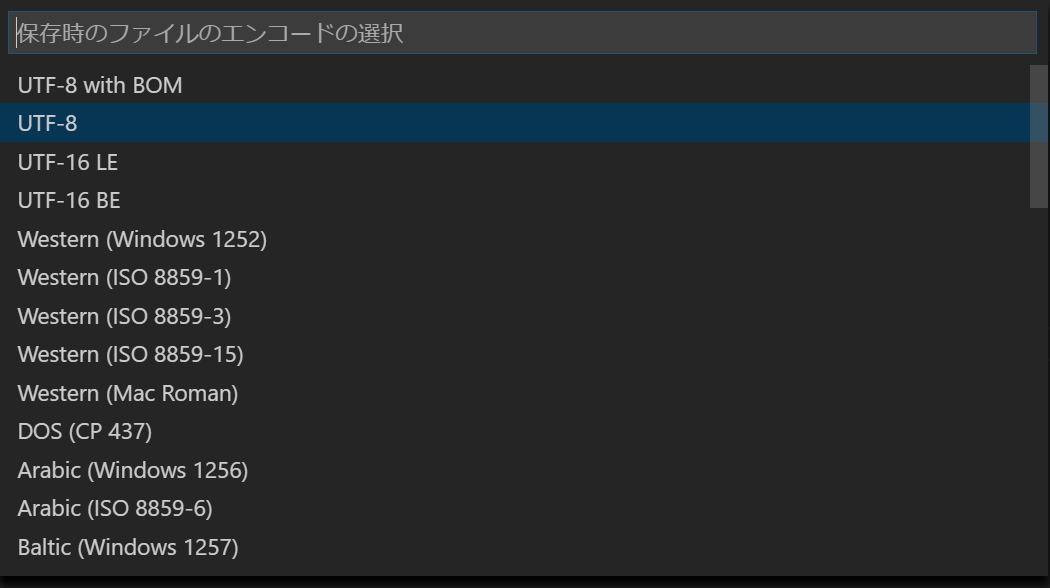 保存時のファイルのエンコードの選択
UTF-8 with BOM
UTF-8
UTF-16 LE
UTF-16 BE
Western (Windows 1252)
Western (ISO 8859-1)
Western (ISO 8859-3)
Western (ISO 8859-15)
Western (Mac Roman)
DOS (CP 437)
Arabic (Windows 1256)
Arabic (ISO 8859-6)
Baltic (Windows 1257)